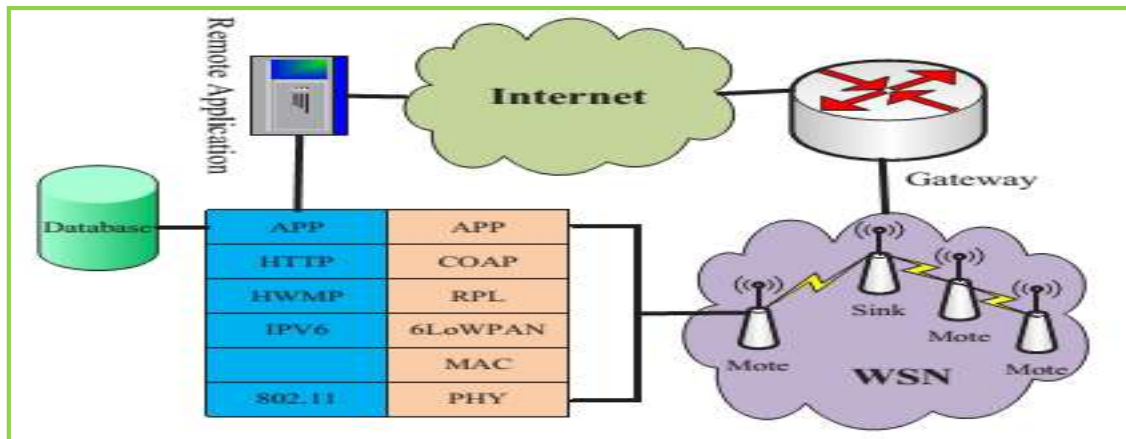 Remote Application
Internet
Gateway
Database
APP APP
HTTP COAP
HWMP RPL
IPV6 6LoWPAN
MAC
802.11 PHY
Sink
Mote
Mote
Mote
WSN